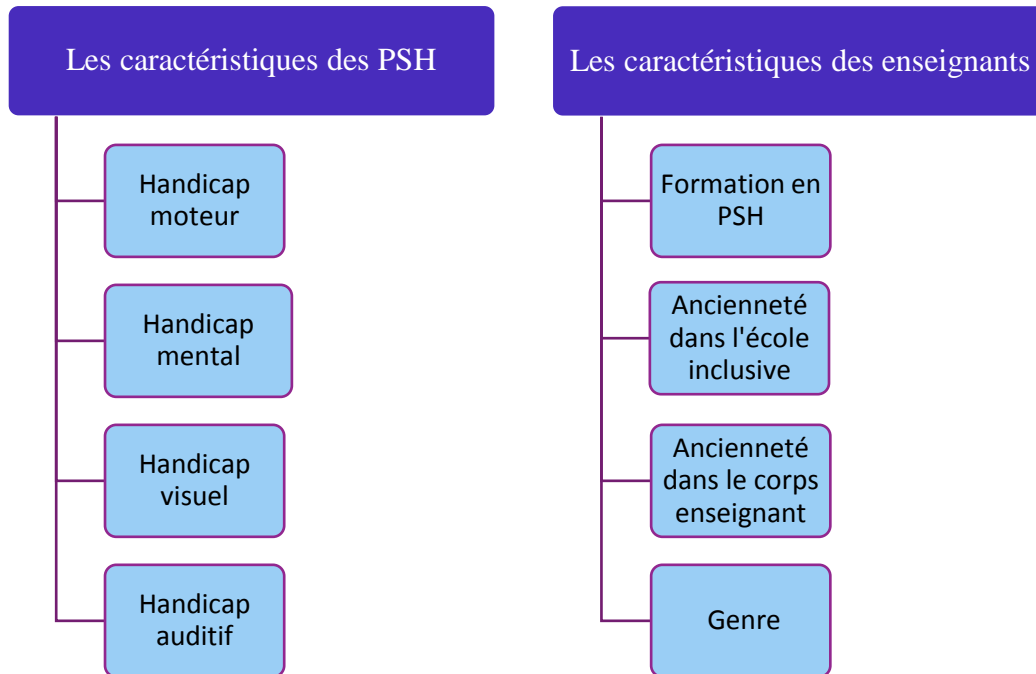 Les caractéristiques des PSH
Handicap
moteur
Handicap
mental
Handicap
visuel
Handicap
auditif
Les caractéristiques des enseignants
Formation en
PSH
Ancienneté
dans l'école
inclusive
Ancienneté
dans le corps
enseignant
Genre